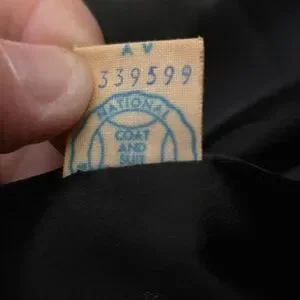 AV
339599
NATIONAL
COAT
AND
SUIT